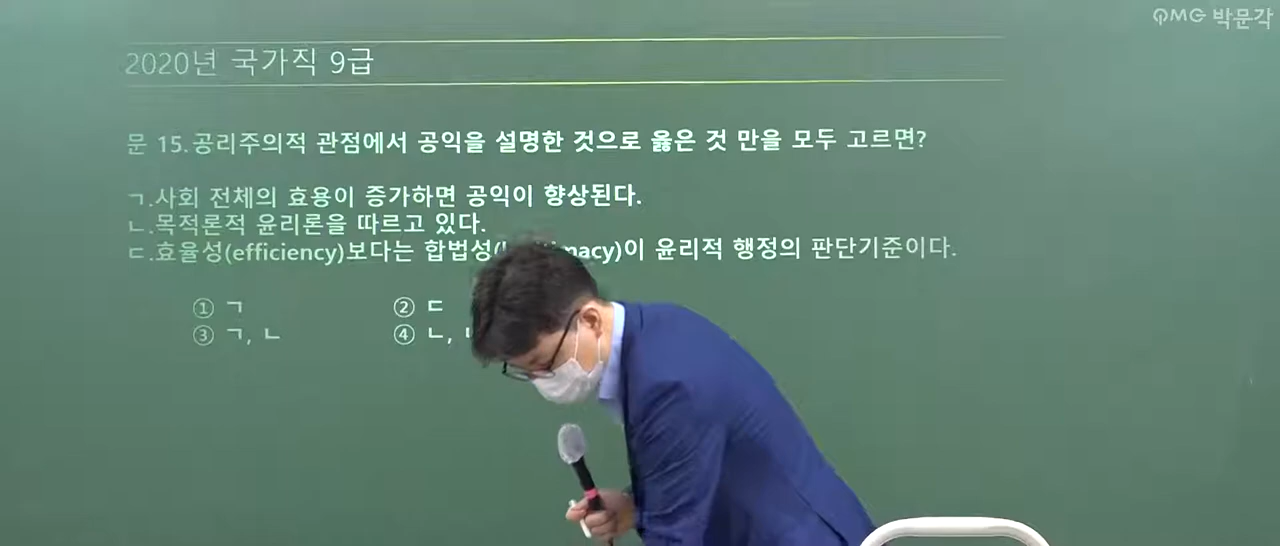 PMG 박문각
2020년 국가직 9급
문 15. 공리주의적 관점에서 공익을 설명한 것으로 옳은 것 만을 모두 고르면?
ㄱ.사회 전체의 효용이 증가하면 공익이 향상된다.
ㄴ.목적론적 윤리론을 따르고 있다.
ㄷ.효율성(efficiency)보다는 이 윤리적 행정의 판단기준이다.
① ㄱ ② ㄷ
③ ㄱ, ㄴ ④ ㄴ,